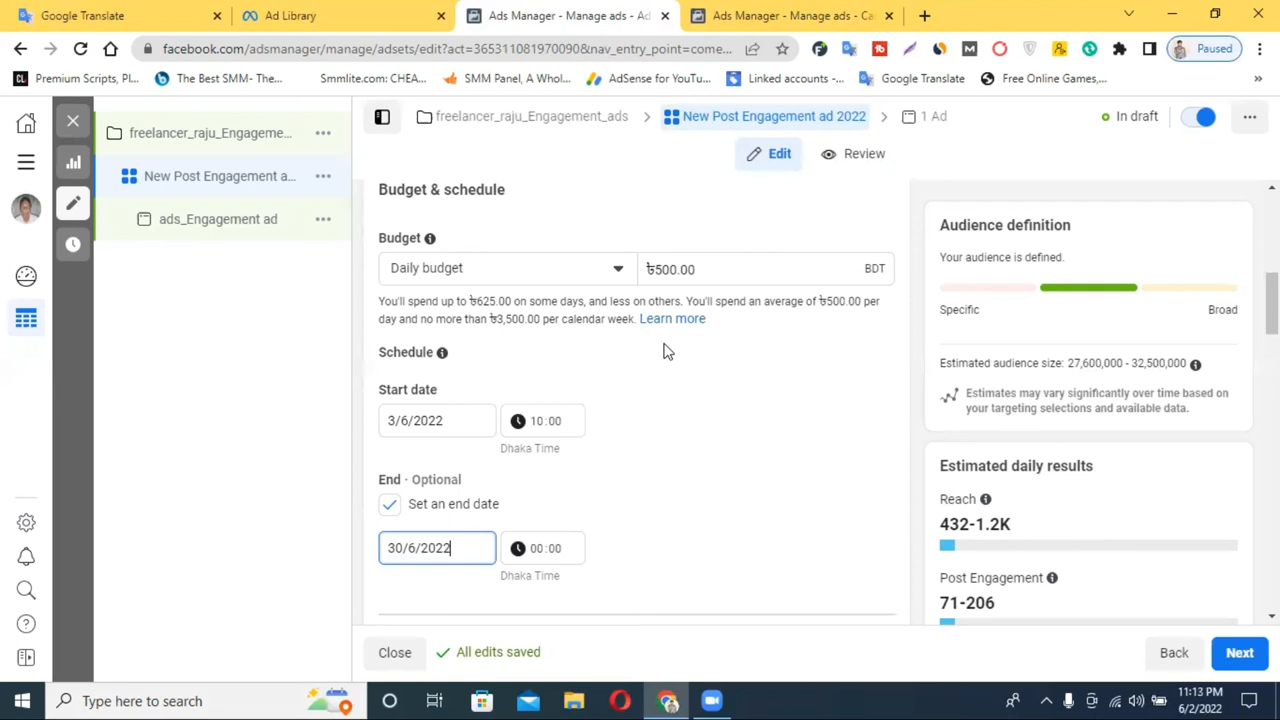 Google Translate
Ad Library
Ads Manager - Manage ads - Ad
Ads Manager - Manage ads - Ca
facebook.com/adsmanager/manage/adsets/edit?act=365311081970090&nav_entry_point=come...
Paused
Premium Scripts, Pl...
The Best SMM- The...
Smmlite.com: CHEA...
SMM Panel, A Whol...
AdSense for YouTu...
Linked accounts -...
Google Translate
Free Online Games,...
freelancer_raju_Engageme...
New Post Engagement a...
ads_Engagement ad
freelancer_raju_Engagement_ads
New Post Engagement ad 2022
1 Ad
In draft
Edit
Review
Budget & schedule
Budget
Daily budget
৳500.00
BDT
You'll spend up to ৳625.00 on some days, and less on others. You'll spend an average of ৳500.00 per
day and no more than ৳3,500.00 per calendar week. Learn more
Schedule
Start date
3/6/2022
10:00
Dhaka Time
End · Optional
Set an end date
30/6/2022
00:00
Dhaka Time
Audience definition
Your audience is defined.
Specific
Broad
Estimated audience size: 27,600,000 - 32,500,000
Estimates may vary significantly over time based on
your targeting selections and available data.
Estimated daily results
Reach
432-1.2K
Post Engagement
71-206
Close
All edits saved
Back
Next
Type here to search
11:13 PM
6/2/2022